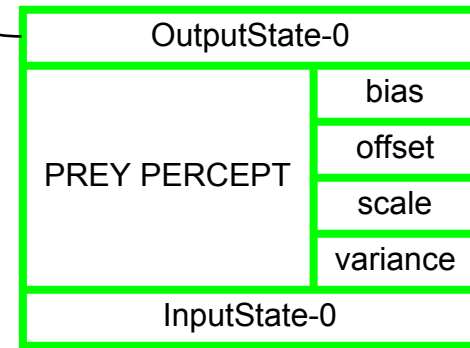 OutputState-0
PREY PERCEPT
bias
offset
scale
variance
InputState-0